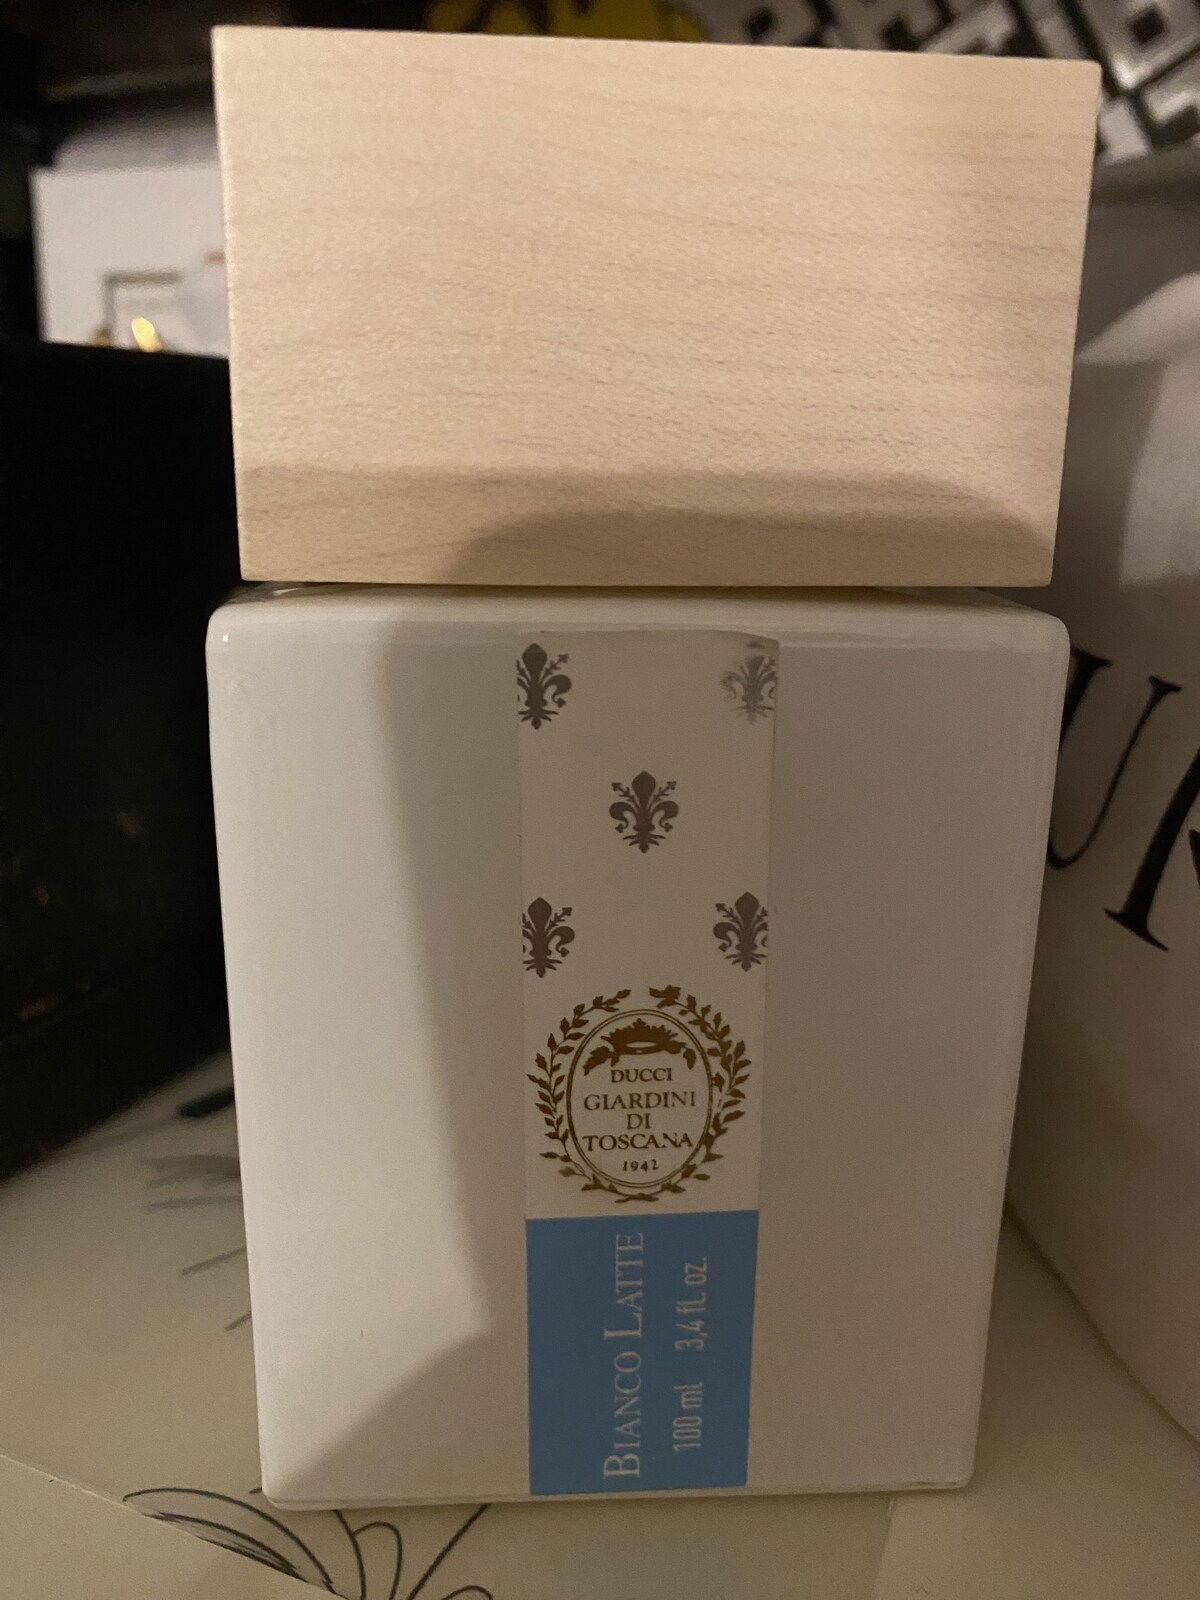 DUCCI
GIARDINI
DI
TOSCANA
1942
BIANCO LATTE
100 ml 3,4 fl. oz.